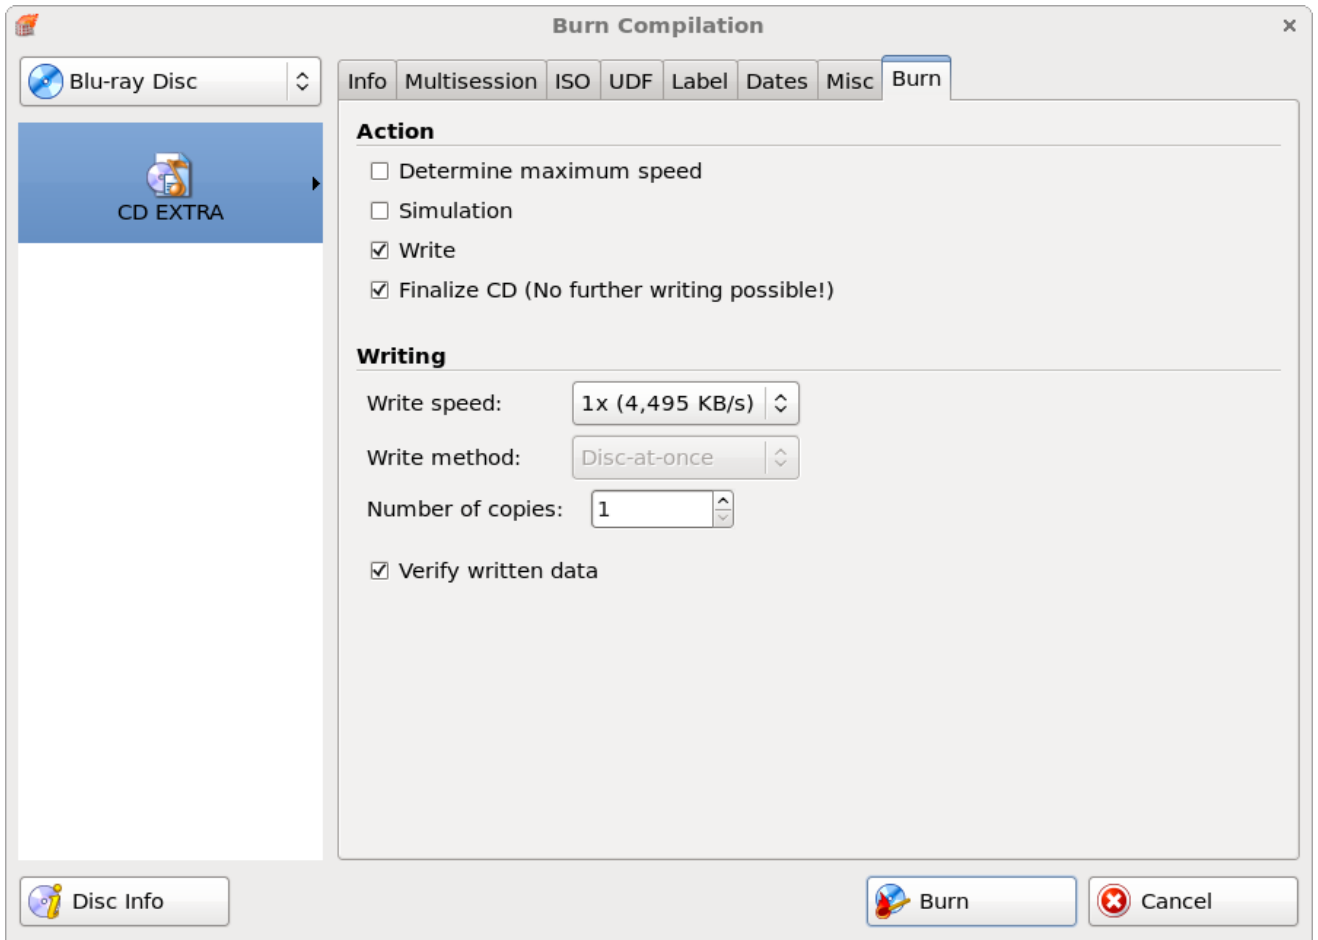 Burn Compilation
Blu-ray Disc
Info Multisession ISO UDF Label Dates Misc Burn
CD EXTRA
Action
Determine maximum speed
Simulation
Write
Finalize CD (No further writing possible!)
Writing
Write speed: 1x (4,495 KB/s)
Write method: Disc-at-once
Number of copies: 1
Verify written data
Disc Info
Burn
Cancel